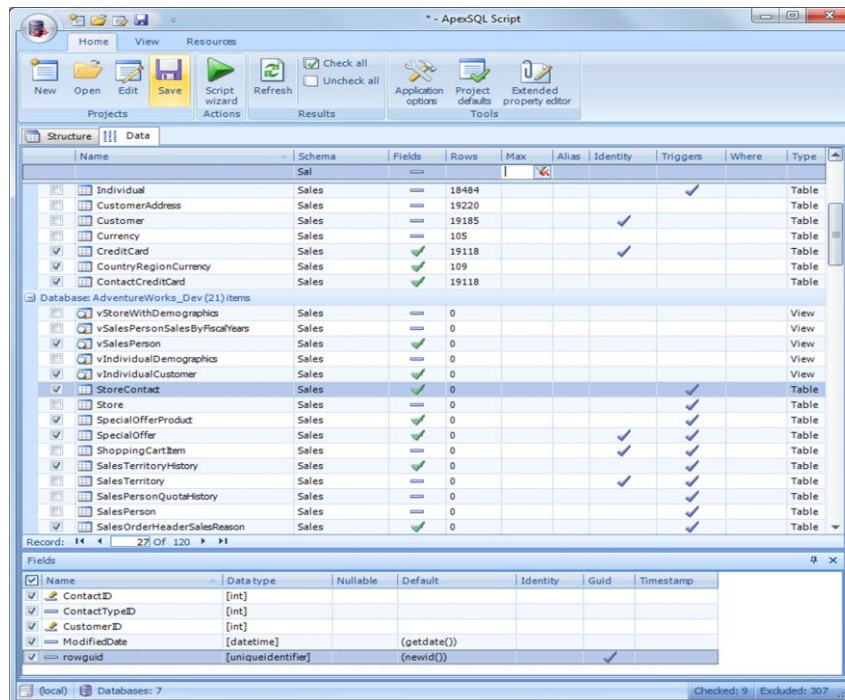 * - ApexSQL Script
Home View Resources
New Open Edit Save Script wizard Refresh Check all Uncheck all Application options Project defaults Extended property editor
Projects Actions Results Tools
Structure Data
Name Schema Fields Rows Max Alias Identity Triggers Where Type
Sal
Individual Sales 18484 Table
CustomerAddress Sales 19220 Table
Customer Sales 19185 Table
Currency Sales 105 Table
CreditCard Sales 19118 Table
CountryRegionCurrency Sales 109 Table
ContactCreditCard Sales 19118 Table
Database: AdventureWorks_Dev (21) items
vStoreWithDemographics Sales 0 View
vSalesPersonSalesByFiscalYears Sales 0 View
vSalesPerson Sales 0 View
vIndividualDemographics Sales 0 View
vIndividualCustomer Sales 0 View
StoreContact Sales 0 Table
Store Sales 0 Table
SpecialOfferProduct Sales 0 Table
SpecialOffer Sales 0 Table
ShoppingCartItem Sales 0 Table
SalesTerritoryHistory Sales 0 Table
SalesTerritory Sales 0 Table
SalesPersonQuotaHistory Sales 0 Table
SalesPerson Sales 0 Table
SalesOrderHeaderSalesReason Sales 0 Table
Record: 27 Of 120
Fields
Name Data type Nullable Default Identity Guid Timestamp
ContactID [int]
ContactTypeID [int]
CustomerID [int]
ModifiedDate [datetime] (getdate())
rowguid [uniqueidentifier] (newid())
(local) Databases: 7 Checked: 9 Excluded: 307